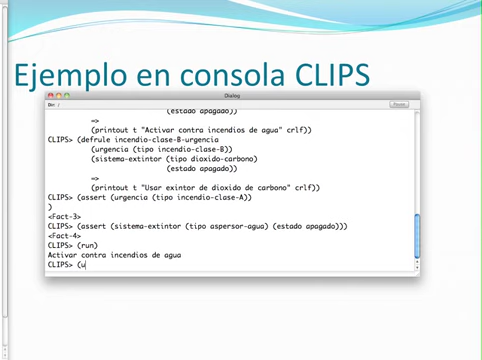 Ejemplo en consola CLIPS
Dialog
Dir: /
Pause
(estado apagado))
=>
(printout t "Activar contra incendios de agua" crlf))
CLIPS> (defrule incendio-clase-B-urgencia
(urgencia (tipo incendio-clase-B))
(sistema-extintor (tipo dioxido-carbono)
(estado apagado))
=>
(printout t "Usar exintor de dioxido de carbono" crlf))
CLIPS> (assert (urgencia (tipo incendio-clase-A))
)
<Fact-3>
CLIPS> (assert (sistema-extintor (tipo aspersor-agua) (estado apagado)))
<Fact-4>
CLIPS> (run)
Activar contra incendios de agua
CLIPS> (u